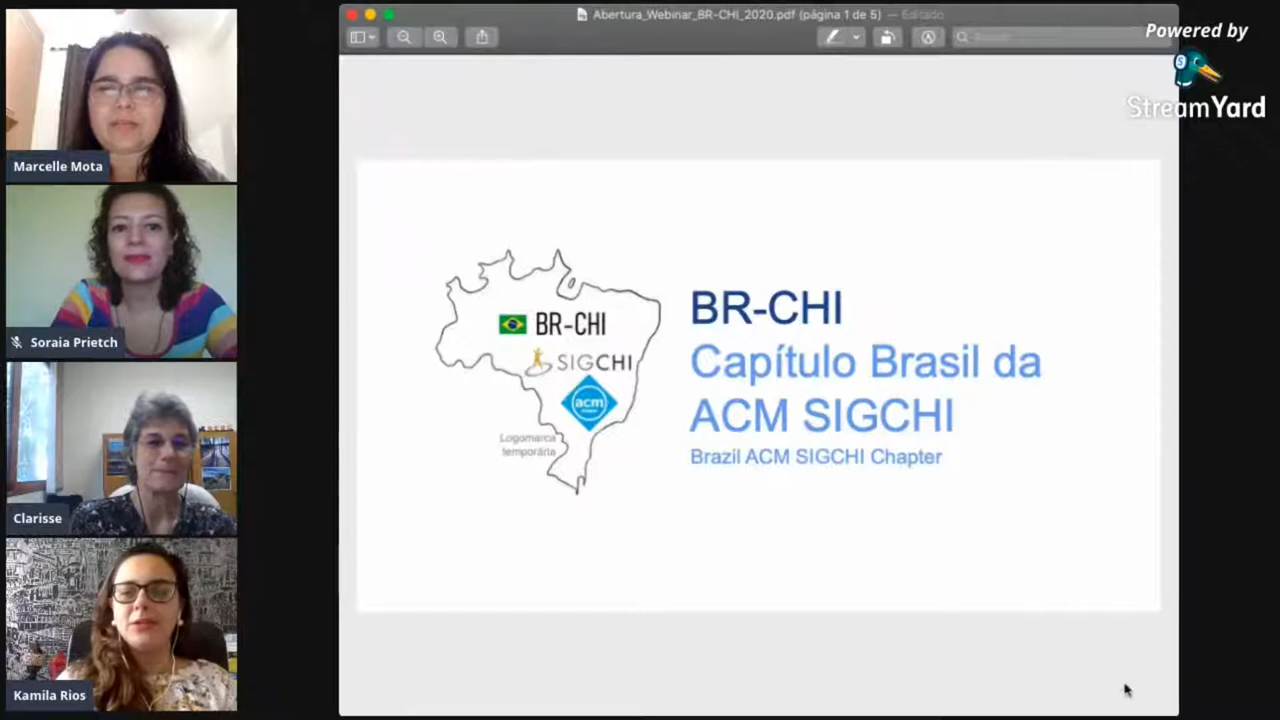 Abertura_Webinar_BR-CHI_2020.pdf (página 1 de 5) — Editado
Powered by
StreamYard
Marcelle Mota
Soraia Prietch
Clarisse
Kamila Rios
BR-CHI
SIGCHI
acm
Logomarca
temporária
BR-CHI
Capítulo Brasil da
ACM SIGCHI
Brazil ACM SIGCHI Chapter